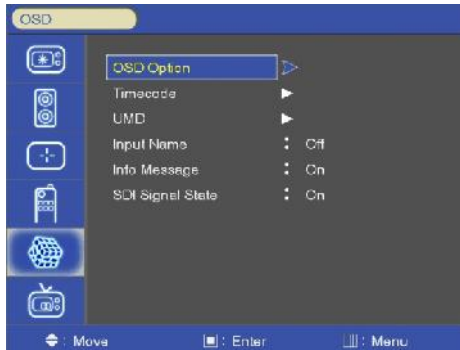 OSD
OSD Option
Timecode
UMD
Input Name : Off
Info Message : On
SDI Signal State : On
: Move : Enter : Menu